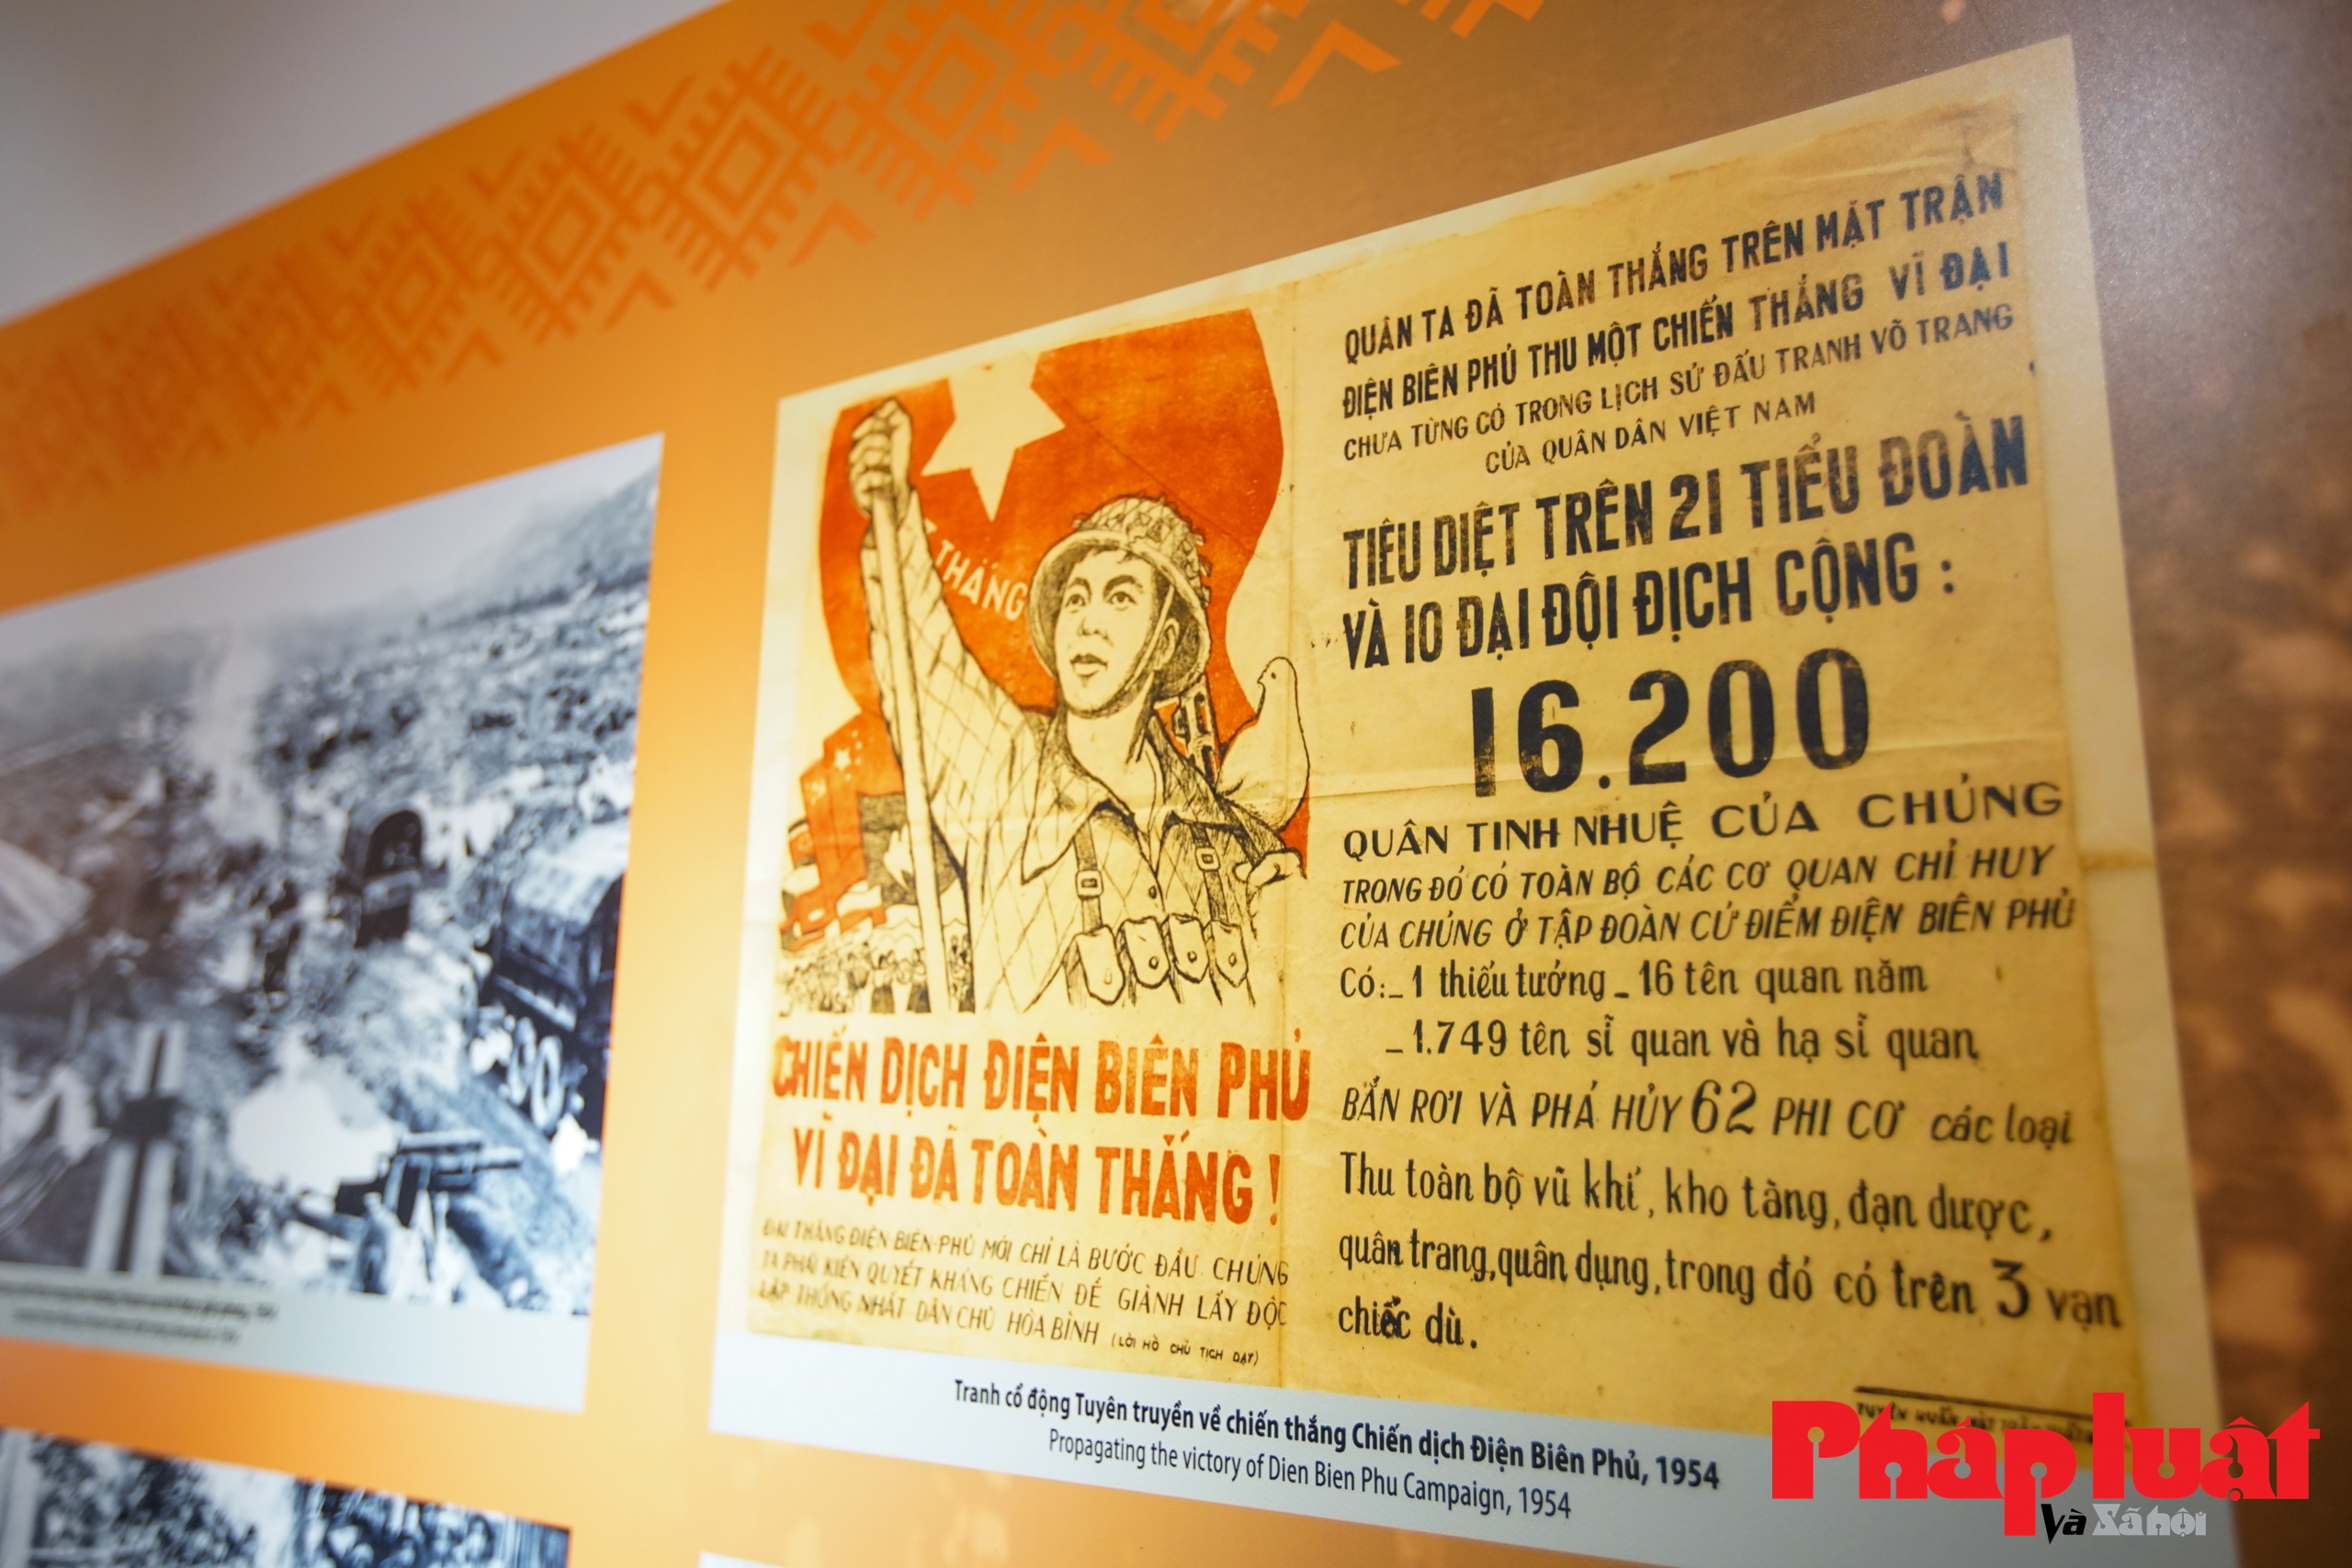 THẮNG
CHIẾN DỊCH ĐIỆN BIÊN PHỦ
VĨ ĐẠI ĐÃ TOÀN THẮNG !
ĐẠI THẮNG ĐIỆN BIÊN PHỦ MỚI CHỈ LÀ BƯỚC ĐẦU CHÚNG
TA PHẢI KIÊN QUYẾT KHÁNG CHIẾN ĐỂ GIÀNH LẤY ĐỘC
LẬP THỐNG NHẤT DÂN CHỦ HÒA BÌNH (LỜI HỒ CHỦ TỊCH DẠY)
QUÂN TA ĐÃ TOÀN THẮNG TRÊN MẶT TRẬN
ĐIỆN BIÊN PHỦ THU MỘT CHIẾN THẮNG VĨ ĐẠI
CHƯA TỪNG CÓ TRONG LỊCH SỬ ĐẤU TRANH VÕ TRANG
CỦA QUÂN DÂN VIỆT NAM
TIÊU DIỆT TRÊN 21 TIỂU ĐOÀN
VÀ 10 ĐẠI ĐỘI ĐỊCH CỘNG :
16.200
QUÂN TINH NHUỆ CỦA CHÚNG
TRONG ĐÓ CÓ TOÀN BỘ CÁC CƠ QUAN CHỈ HUY
CỦA CHÚNG Ở TẬP ĐOÀN CỨ ĐIỂM ĐIỆN BIÊN PHỦ
Có:_1 thiếu tướng_16 tên quan năm
_1.749 tên sĩ quan và hạ sĩ quan
BẮN RƠI VÀ PHÁ HỦY 62 PHI CƠ các loại
Thu toàn bộ vũ khí, kho tàng, đạn dược,
quân trang, quân dụng, trong đó có trên 3 vạn
chiếc dù.
Tranh cổ động Tuyên truyền về chiến thắng Chiến dịch Điện Biên Phủ, 1954
Propagating the victory of Dien Bien Phu Campaign, 1954
Pháp luật
Và Xã hội